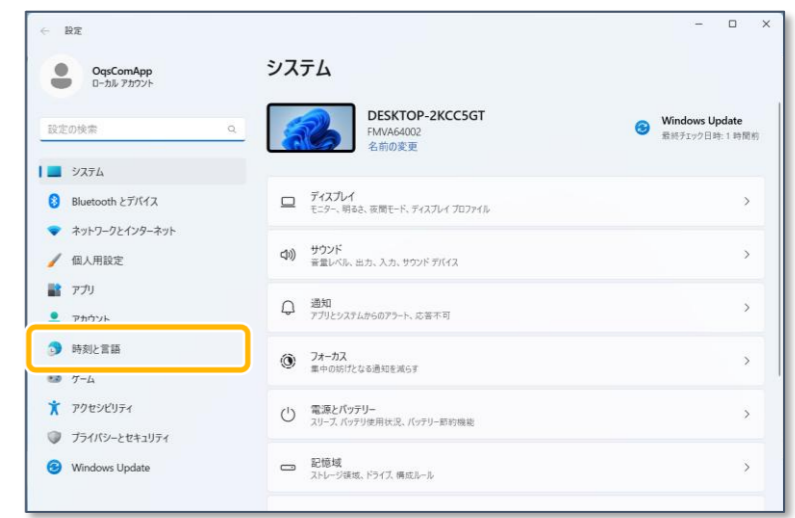 設定
OqsComApp
ローカル アカウント
設定の検索
システム
Bluetooth とデバイス
ネットワークとインターネット
個人用設定
アプリ
アカウント
時刻と言語
ゲーム
アクセシビリティ
プライバシーとセキュリティ
Windows Update
システム
DESKTOP-2KCC5GT
FMVA64002
名前の変更
Windows Update
最終チェック日時: 1 時間前
ディスプレイ
モニター、明るさ、夜間モード、ディスプレイ プロファイル
サウンド
音量レベル、出力、入力、サウンド デバイス
通知
アプリとシステムからのアラート、応答不可
フォーカス
集中の妨げとなる通知を減らす
電源とバッテリー
スリープ、バッテリ使用状況、バッテリー節約機能
記憶域
ストレージ領域、ドライブ、構成ルール